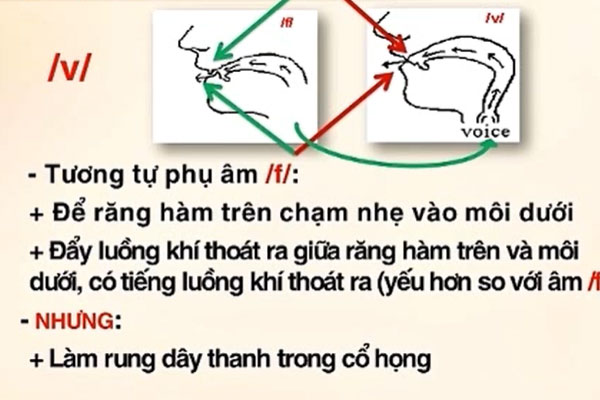 /f/
/v/
/v/
voice
- Tương tự phụ âm /f/:
+ Để răng hàm trên chạm nhẹ vào môi dưới
+ Đẩy luồng khí thoát ra giữa răng hàm trên và môi
dưới, có tiếng luồng khí thoát ra (yếu hơn so với âm /f
- NHƯNG:
+ Làm rung dây thanh trong cổ họng